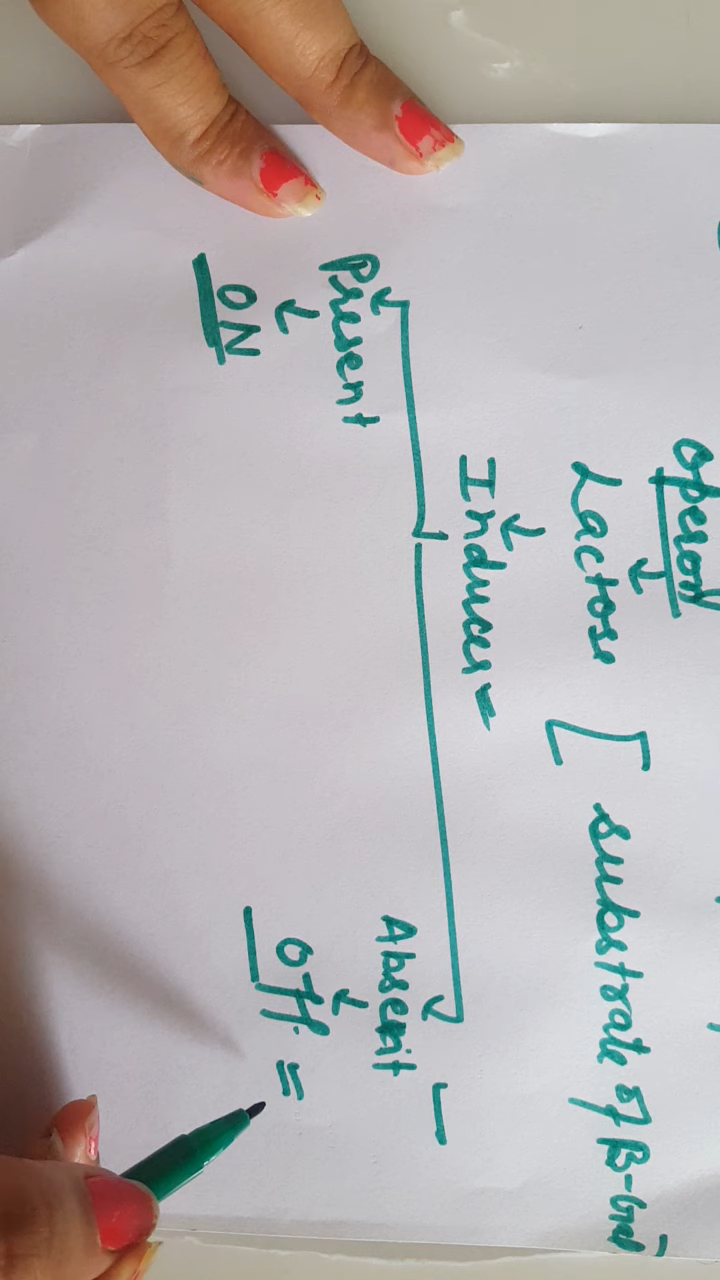 operon
Lactose [ substrate of β-Gal
Inducer
Present Absent
ON Off